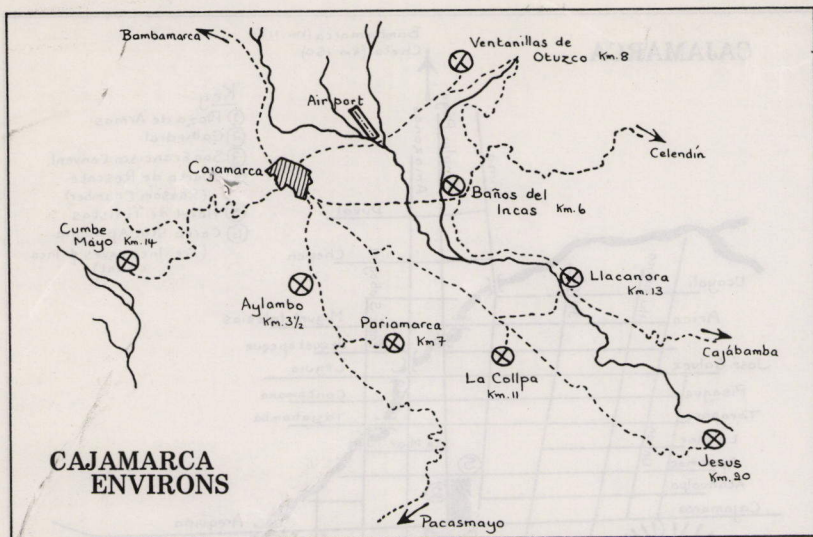 Bambamarca
Ventanillas de
Otuzco Km. 8
Airport
Celendín
Cajamarca
Baños del
Incas Km. 6
Cumbe
Mayo Km. 14
Llacanora
Km. 13
Aylambo
Km. 3½
Pariamarca
Km 7
Cajábamba
La Collpa
Km. 11
Jesus
Km. 20
CAJAMARCA
ENVIRONS
Pacasmayo